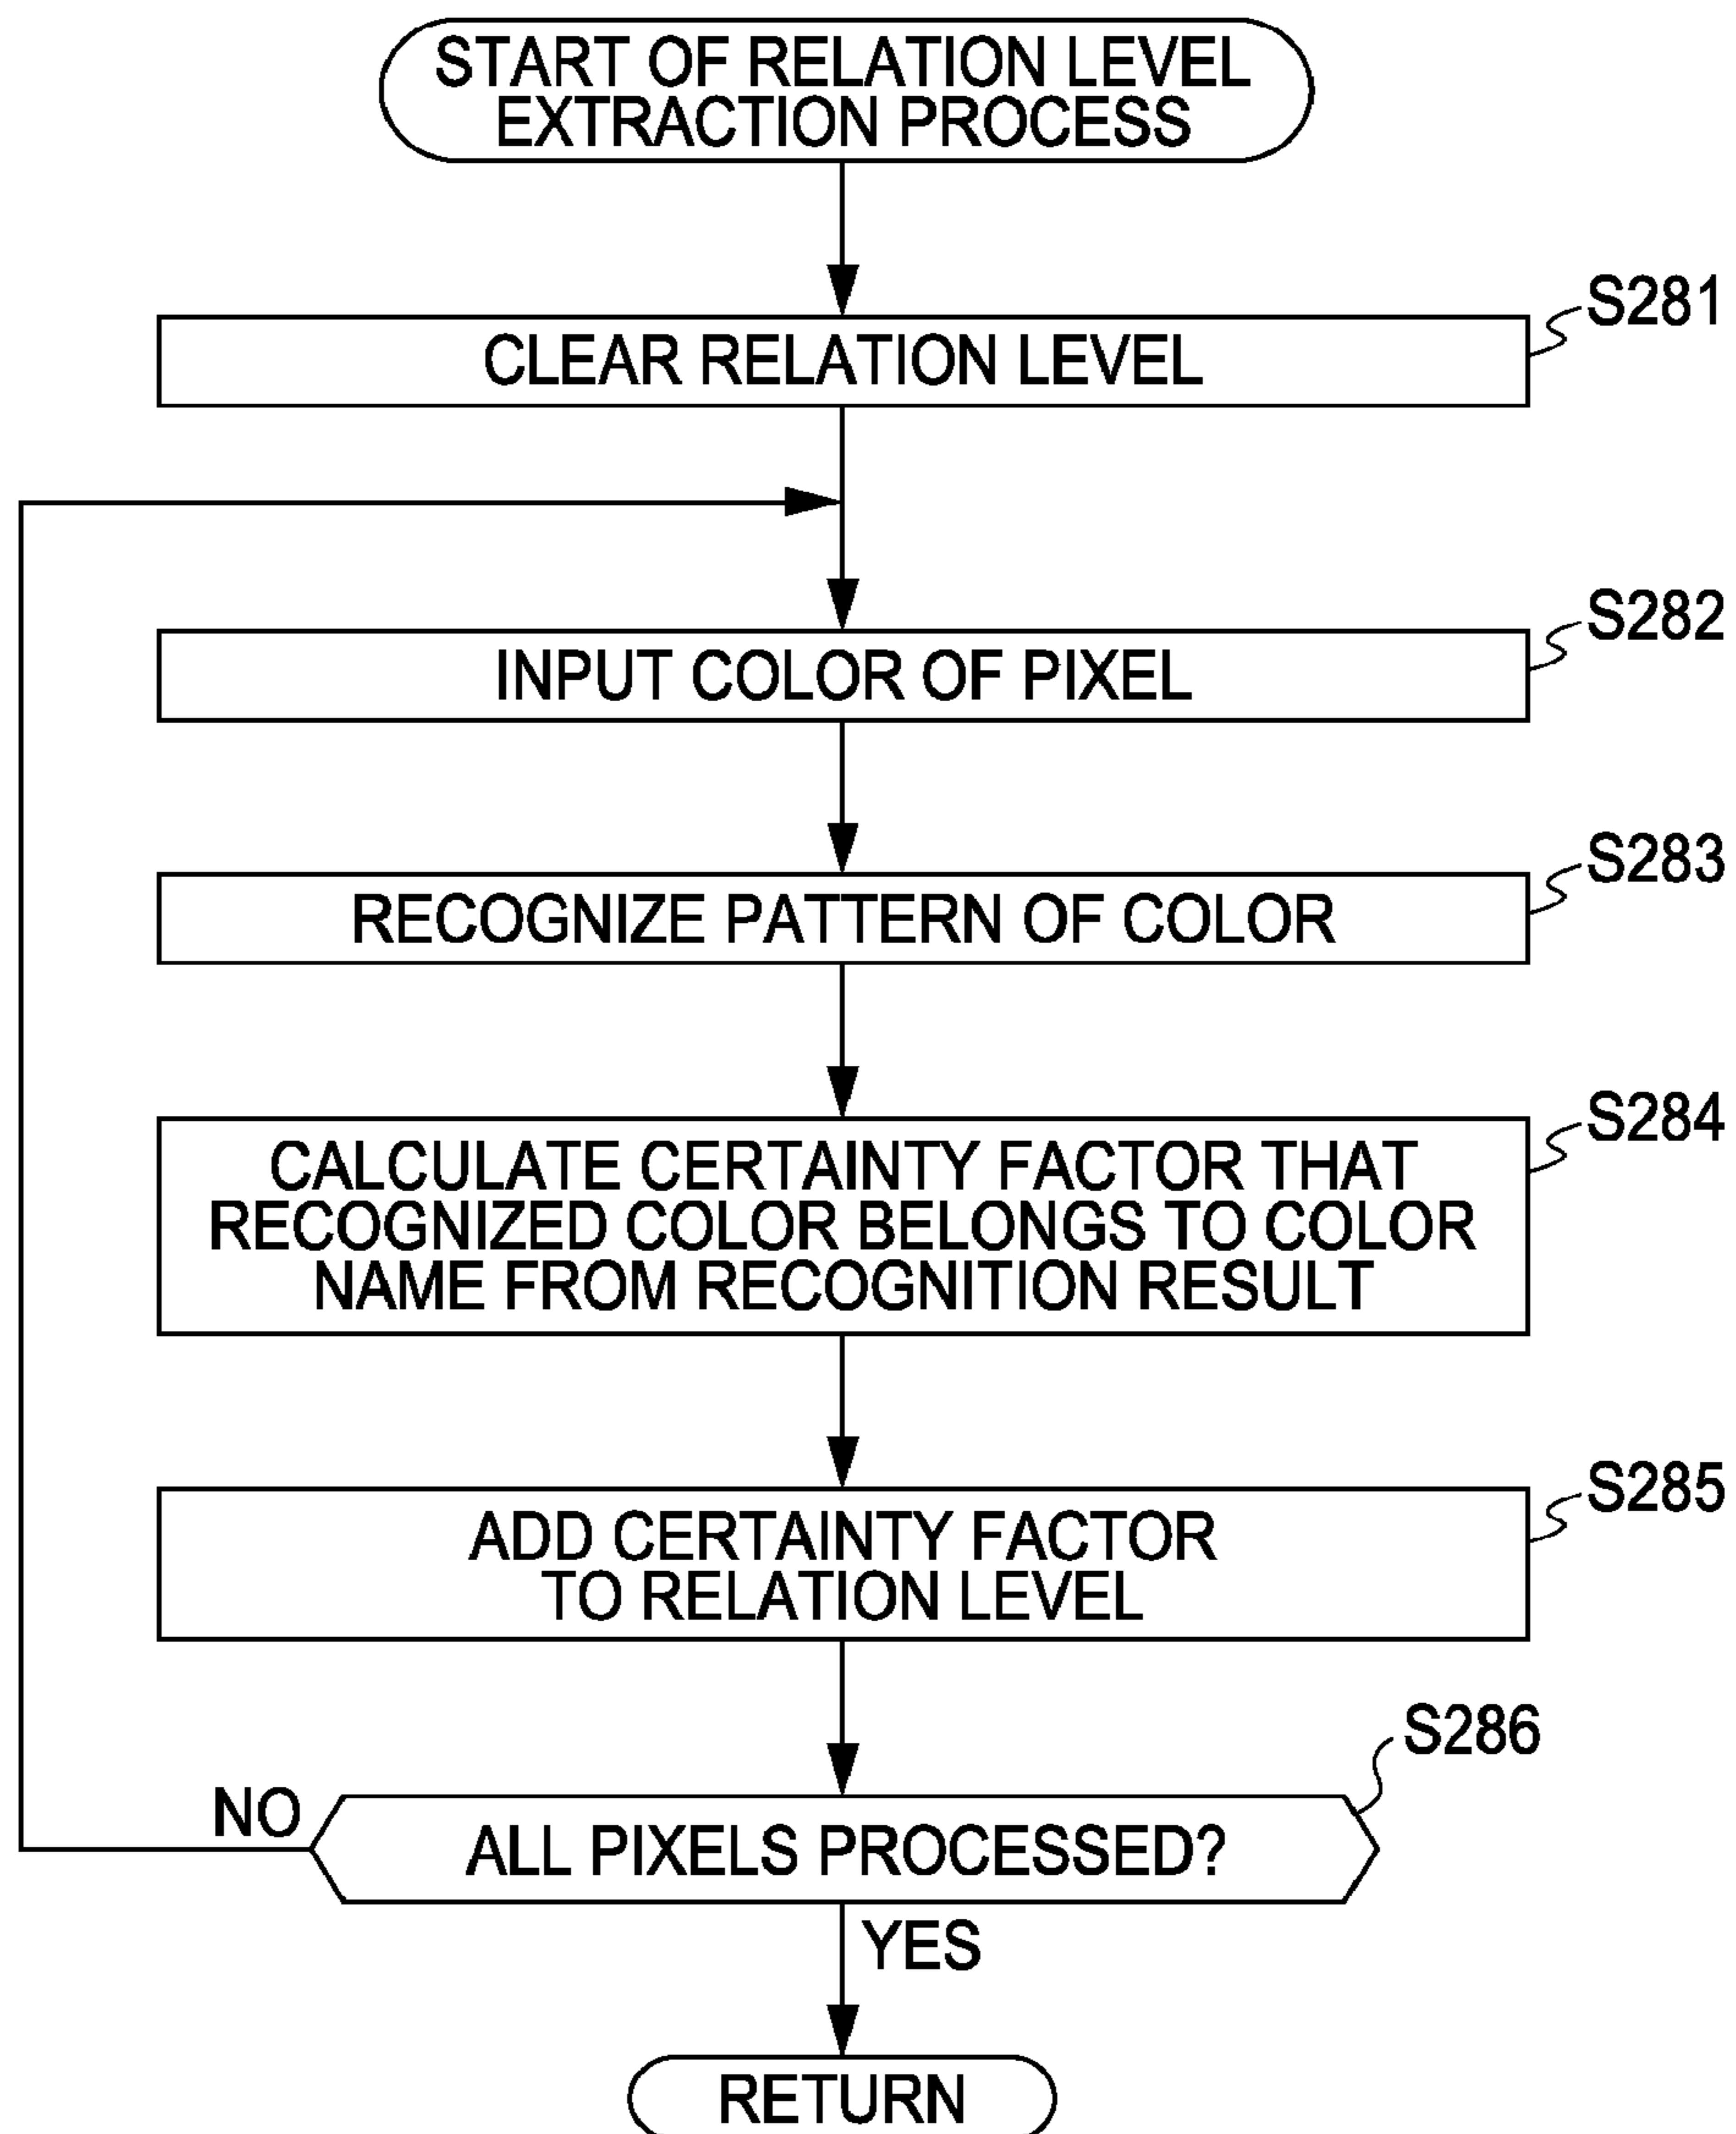 START OF RELATION LEVEL
EXTRACTION PROCESS
S281
CLEAR RELATION LEVEL
S282
INPUT COLOR OF PIXEL
S283
RECOGNIZE PATTERN OF COLOR
S284
CALCULATE CERTAINTY FACTOR THAT
RECOGNIZED COLOR BELONGS TO COLOR
NAME FROM RECOGNITION RESULT
S285
ADD CERTAINTY FACTOR
TO RELATION LEVEL
S286
NO
ALL PIXELS PROCESSED?
YES
RETURN